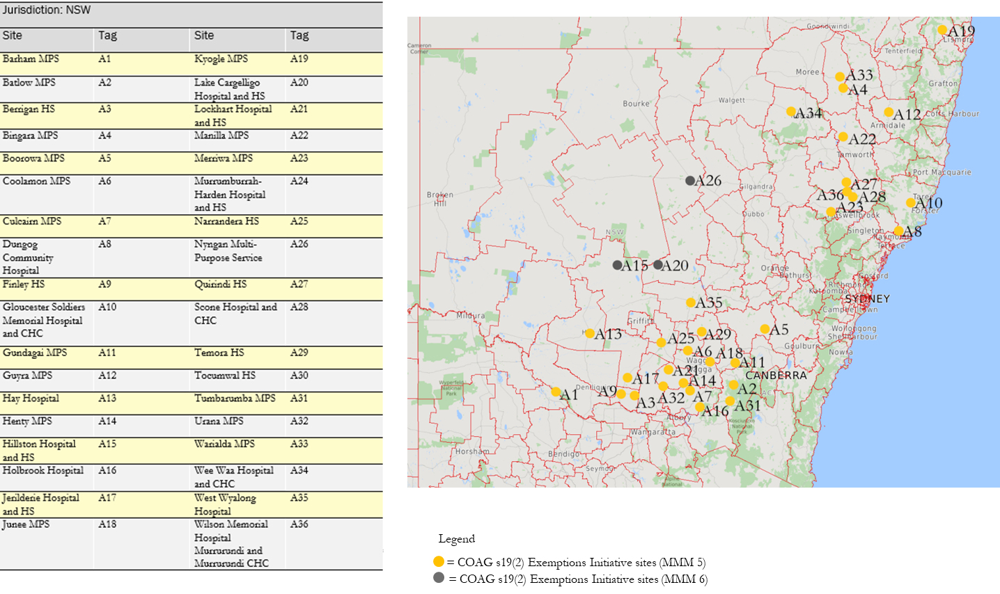 Jurisdiction: NSW
Site Tag Site Tag
Barham MPS A1 Kyogle MPS A19
Batlow MPS A2 Lake Cargelligo
Hospital and HS A20
Berrigan HS A3 Lockhart Hospital
and HS A21
Bingara MPS A4 Manilla MPS A22
Boorowa MPS A5 Merriwa MPS A23
Coolamon MPS A6 Murrumburrah-
Harden Hospital
and HS A24
Culcairn MPS A7 Narrandera HS A25
Dungog
Community
Hospital A8 Nyngan Multi-
Purpose Service A26
Finley HS A9 Quirindi HS A27
Gloucester Soldiers
Memorial Hospital
and CHC A10 Scone Hospital and
CHC A28
Gundagai MPS A11 Temora HS A29
Guyra MPS A12 Tocumwal HS A30
Hay Hospital A13 Tumbarumba MPS A31
Henty MPS A14 Urana MPS A32
Hillston Hospital
and HS A15 Warialda MPS A33
Holbrook Hospital A16 Wee Waa Hospital
and CHC A34
Jerilderie Hospital
and HS A17 West Wyalong
Hospital A35
Junee MPS A18 Wilson Memorial
Hospital
Murrurundi and
Murrurundi CHC A36
Goondiwindi
A19
Lismore
Cameron
Corner
Tenterfield
Moree
A33
Grafton
A4
Bourke
Walgett
A34
A12
Coffs Harbour
Armidale
A22
Tamworth
Port Macquarie
A26
Gilgandra
A27
Broken
Hill
A36
A28
Taree
A10
Forster
A23
Dubbo
NSW
Singleton
A8
Raymond
Terrace
A15
A20
Orange
Bathurst
Gosford
Richmond
Katoomba
SYDNEY
Campbelltown
A35
Mildura
Griffith
A13
A25
A29
A5
Wollongong
Shellharbour
Goulburn
Nowra
A6
A18
Wagga
Wagga
A11
A21
CANBERRA
A17
A14
Wyperfeld
National
Park
Deniliquin
A1
A9
A3
A32
A7
A2
A16
A31
Albury
Kosciuszko
National
Park
Wangaratta
Horsham
Bendigo
Seymour
Alpine
National
Legend
= COAG s19(2) Exemptions Initiative sites (MMM 5)
= COAG s19(2) Exemptions Initiative sites (MMM 6)